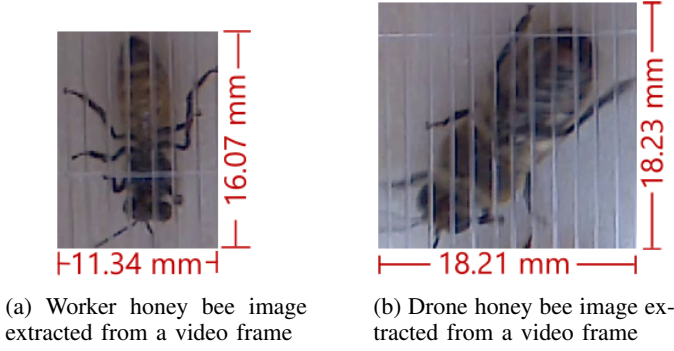 16.07 mm
11.34 mm
18.23 mm
18.21 mm
(a) Worker honey bee image
extracted from a video frame
(b) Drone honey bee image ex-
tracted from a video frame